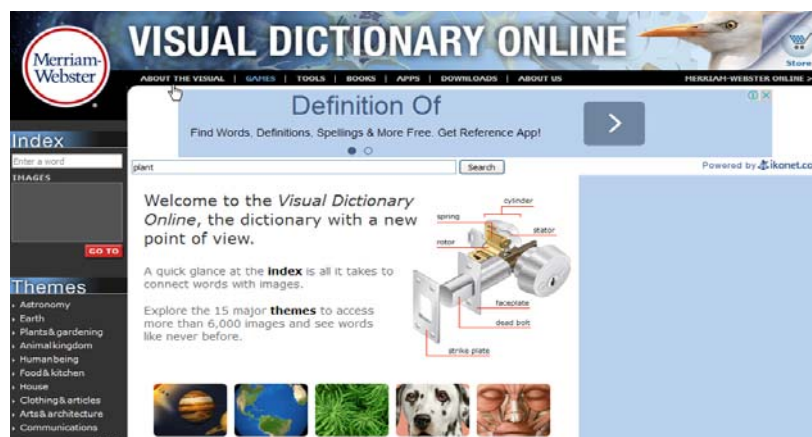 Merriam-
Webster
VISUAL DICTIONARY ONLINE
Store
ABOUT THE VISUAL | GAMES | TOOLS | BOOKS | APPS | DOWNLOADS | ABOUT US
MERRIAM-WEBSTER ONLINE >
Definition Of
Find Words, Definitions, Spellings & More Free. Get Reference App!
Index
Enter a word
IMAGES
GO TO
plant
Search
Powered by ikonet.co
Welcome to the Visual Dictionary
Online, the dictionary with a new
point of view.
A quick glance at the index is all it takes to
connect words with images.
Explore the 15 major themes to access
more than 6,000 images and see words
like never before.
cylinder
spring
stator
rotor
faceplate
dead bolt
strike plate
Themes
Astronomy
Earth
Plants & gardening
Animal kingdom
Human being
Food & kitchen
House
Clothing & articles
Arts & architecture
Communications